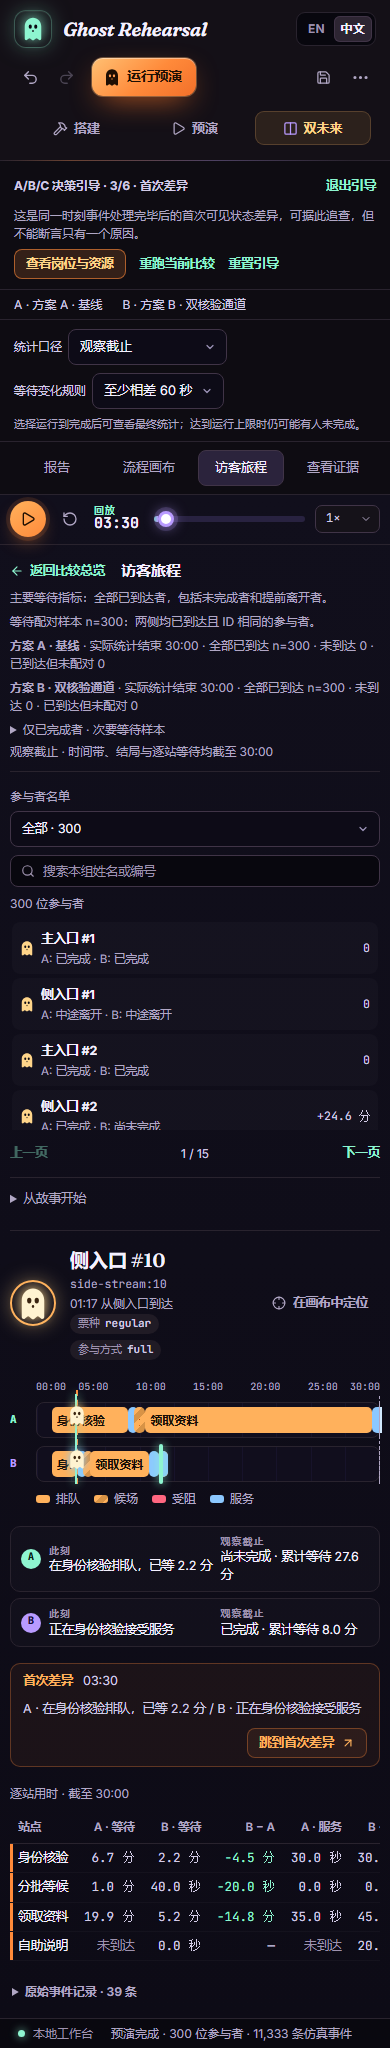 Ghost Rehearsal
EN 中文
运行预演
搭建 预演 双未来
A/B/C 决策引导 · 3/6 · 首次差异 退出引导
这是同一时刻事件处理完毕后的首次可见状态差异，可据此追查，但
不能断言只有一个原因。
查看岗位与资源 重跑当前比较 重置引导
A · 方案 A · 基线 B · 方案 B · 双核验通道
统计口径 观察截止
等待变化规则 至少相差 60 秒
选择运行到完成后可查看最终统计；达到运行上限时仍可能有人未完成。
报告 流程画布 访客旅程 查看证据
回放
03:30
1×
返回比较总览 访客旅程
主要等待指标：全部已到达者，包括未完成者和提前离开者。
等待配对样本 n=300：两侧均已到达且 ID 相同的参与者。
方案 A · 基线 · 实际统计结束 30:00 · 全部已到达 n=300 · 未到达 0 ·
已到达但未配对 0
方案 B · 双核验通道 · 实际统计结束 30:00 · 全部已到达 n=300 · 未到
达 0 · 已到达但未配对 0
仅已完成者 · 次要等待样本
观察截止 · 时间带、结局与逐站等待均截至 30:00
参与者名单
全部 · 300
搜索本组姓名或编号
300 位参与者
主入口 #1
A: 已完成 · B: 已完成
0
侧入口 #1
A: 中途离开 · B: 中途离开
0
主入口 #2
A: 已完成 · B: 已完成
0
侧入口 #2
A: 已完成 · B: 尚未完成
+24.6 分
上一页 1 / 15 下一页
从故事开始
侧入口 #10
side-stream:10
01:17 从侧入口到达
票种 regular
参与方式 full
在画布中定位
00:00 05:00 10:00 15:00 20:00 25:00 30:00
A 身 核验 领取资料
B 身 领取资料
排队 候场 受阻 服务
A
此刻
在身份核验排队，已等 2.2 分
观察截止
尚未完成 · 累计等待 27.6
分
B
此刻
正在身份核验接受服务
观察截止
已完成 · 累计等待 8.0 分
首次差异 03:30
A · 在身份核验排队，已等 2.2 分 / B · 正在身份核验接受服务
跳到首次差异
逐站用时 · 截至 30:00
站点 A · 等待 B · 等待 B − A A · 服务 B ·
身份核验 6.7 分 2.2 分 -4.5 分 30.0 秒 30.
分批等候 1.0 分 40.0 秒 -20.0 秒 0.0 秒 0.
领取资料 19.9 分 5.2 分 -14.8 分 35.0 秒 45.
自助说明 未到达 0.0 秒 — 未到达 20.
原始事件记录 · 39 条
本地工作台 预演完成 · 300 位参与者 · 11,333 条仿真事件